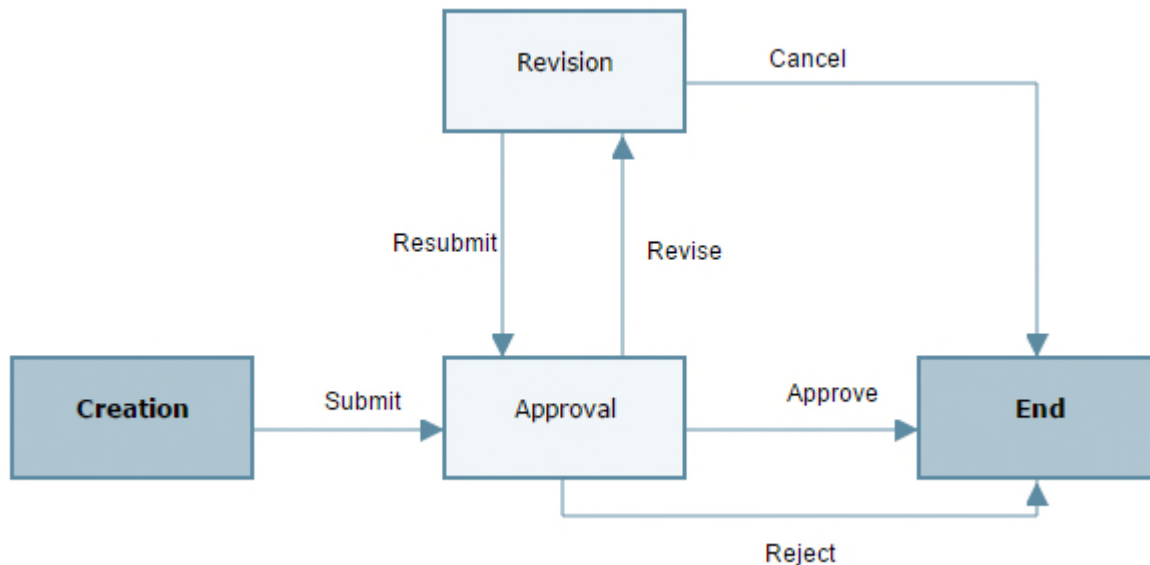 Revision
Cancel
Resubmit
Revise
Creation
Submit
Approval
Approve
End
Reject